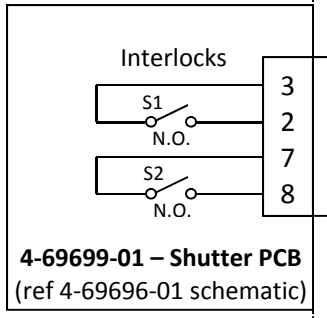 Interlocks
3
S1
2
N.O.
7
S2
8
N.O.
4-69699-01 – Shutter PCB
(ref 4-69696-01 schematic)